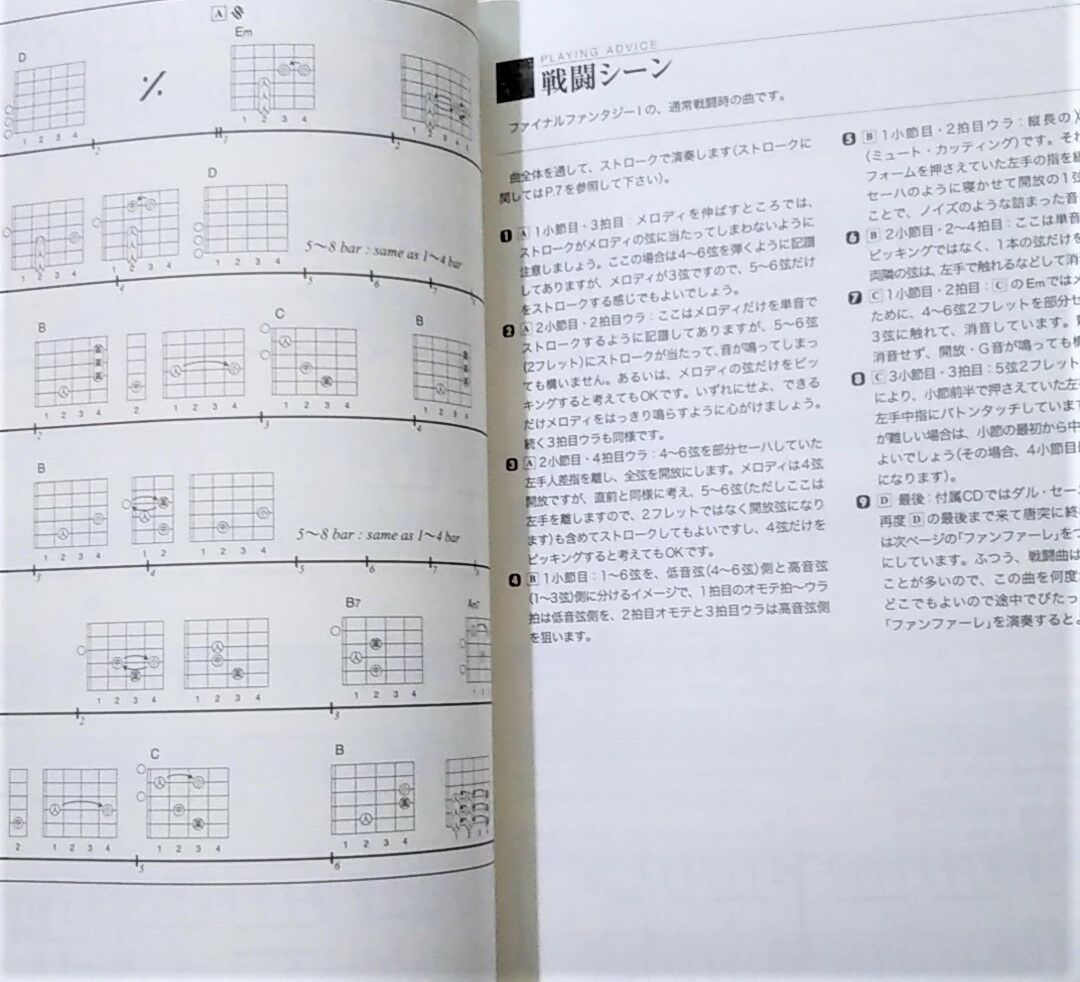 A
D
Em
1 2 3 4
1 2 3 4
1 2 3 4
2
1
2
D
1 2 3 4
1 2 3 4
5～8 bar : same as 1～4 bar
4
5
6
7
B
C
B
1 2 3 4
2
1 2 3 4
1 2 3 4
1 2 3 4
2
3
4
B
1 2 3 4
1 2
1 2 3 4
5～8 bar : same as 1～4 bar
3
4
5
6
7
B7
Am7
1 2 3 4
1 2 3 4
1 2 3 4
2
3
C
B
2
1 2 3 4
1 2 3 4
1 2 3 4
5
6
PLAYING ADVICE
戦闘シーン
ファイナルファンタジーⅠの、通常戦闘時の曲です。
曲全体を通して、ストロークで演奏します（ストロークに
関してはP.7を参照して下さい）。
1 A 1小節目・3拍目：メロディを伸ばすところでは、
ストロークがメロディの弦に当たってしまわないように
注意しましょう。ここの場合は4～6弦を弾くように記譜
してありますが、メロディが3弦ですので、5～6弦だけ
をストロークする感じでもよいでしょう。
2 A 2小節目・2拍目ウラ：ここはメロディだけを単音で
ストロークするように記譜してありますが、5～6弦
（2フレット）にストロークが当たって、音が鳴ってしまっ
ても構いません。あるいは、メロディの弦だけをピッ
キングすると考えてもOKです。いずれにせよ、できる
だけメロディをはっきり鳴らすように心がけましょう。
続く3拍目ウラも同様です。
3 A 2小節目・4拍目ウラ：4～6弦を部分セーハしていた
左手人差指を離し、全弦を開放にします。メロディは4弦
開放ですが、直前と同様に考え、5～6弦（ただしここは
左手を離しますので、2フレットではなく開放弦になり
ます）も含めてストロークしてもよいですし、4弦だけを
ピッキングすると考えてもOKです。
4 B 1小節目：1～6弦を、低音弦（4～6弦）側と高音弦
（1～3弦）側に分けるイメージで、1拍目のオモテ拍～ウラ
拍は低音弦側を、2拍目オモテと3拍目ウラは高音弦側
を狙います。
5 B 1小節目・2拍目ウラ：縦長の
（ミュート・カッティング）です。それ
フォームを押さえていた左手の指を
セーハのように寝かせて開放の1弦
ことで、ノイズのような詰まった音
6 B 2小節目・2～4拍目：ここは単音
ピッキングではなく、1本の弦だけを
両隣の弦は、左手で触れるなどして消
7 C 1小節目・2拍目：C のEmではメ
ために、4～6弦2フレットを部分セ
3弦に触れて、消音しています。
消音せず、開放・G音が鳴っても構
8 C 3小節目・3拍目：5弦2フレット
により、小節前半で押さえていた左
左手中指にバトンタッチしています
が難しい場合は、小節の最初から中
よいでしょう（その場合、4小節目
になります）。
9 D 最後：付属CDではダル・セー
再度 D の最後まで来て唐突に終
は次ページの「ファンファーレ」をつ
にしています。ふつう、戦闘曲は
ことが多いので、この曲を何度
どこでもよいので途中でぴたっ
「ファンファーレ」を演奏すると